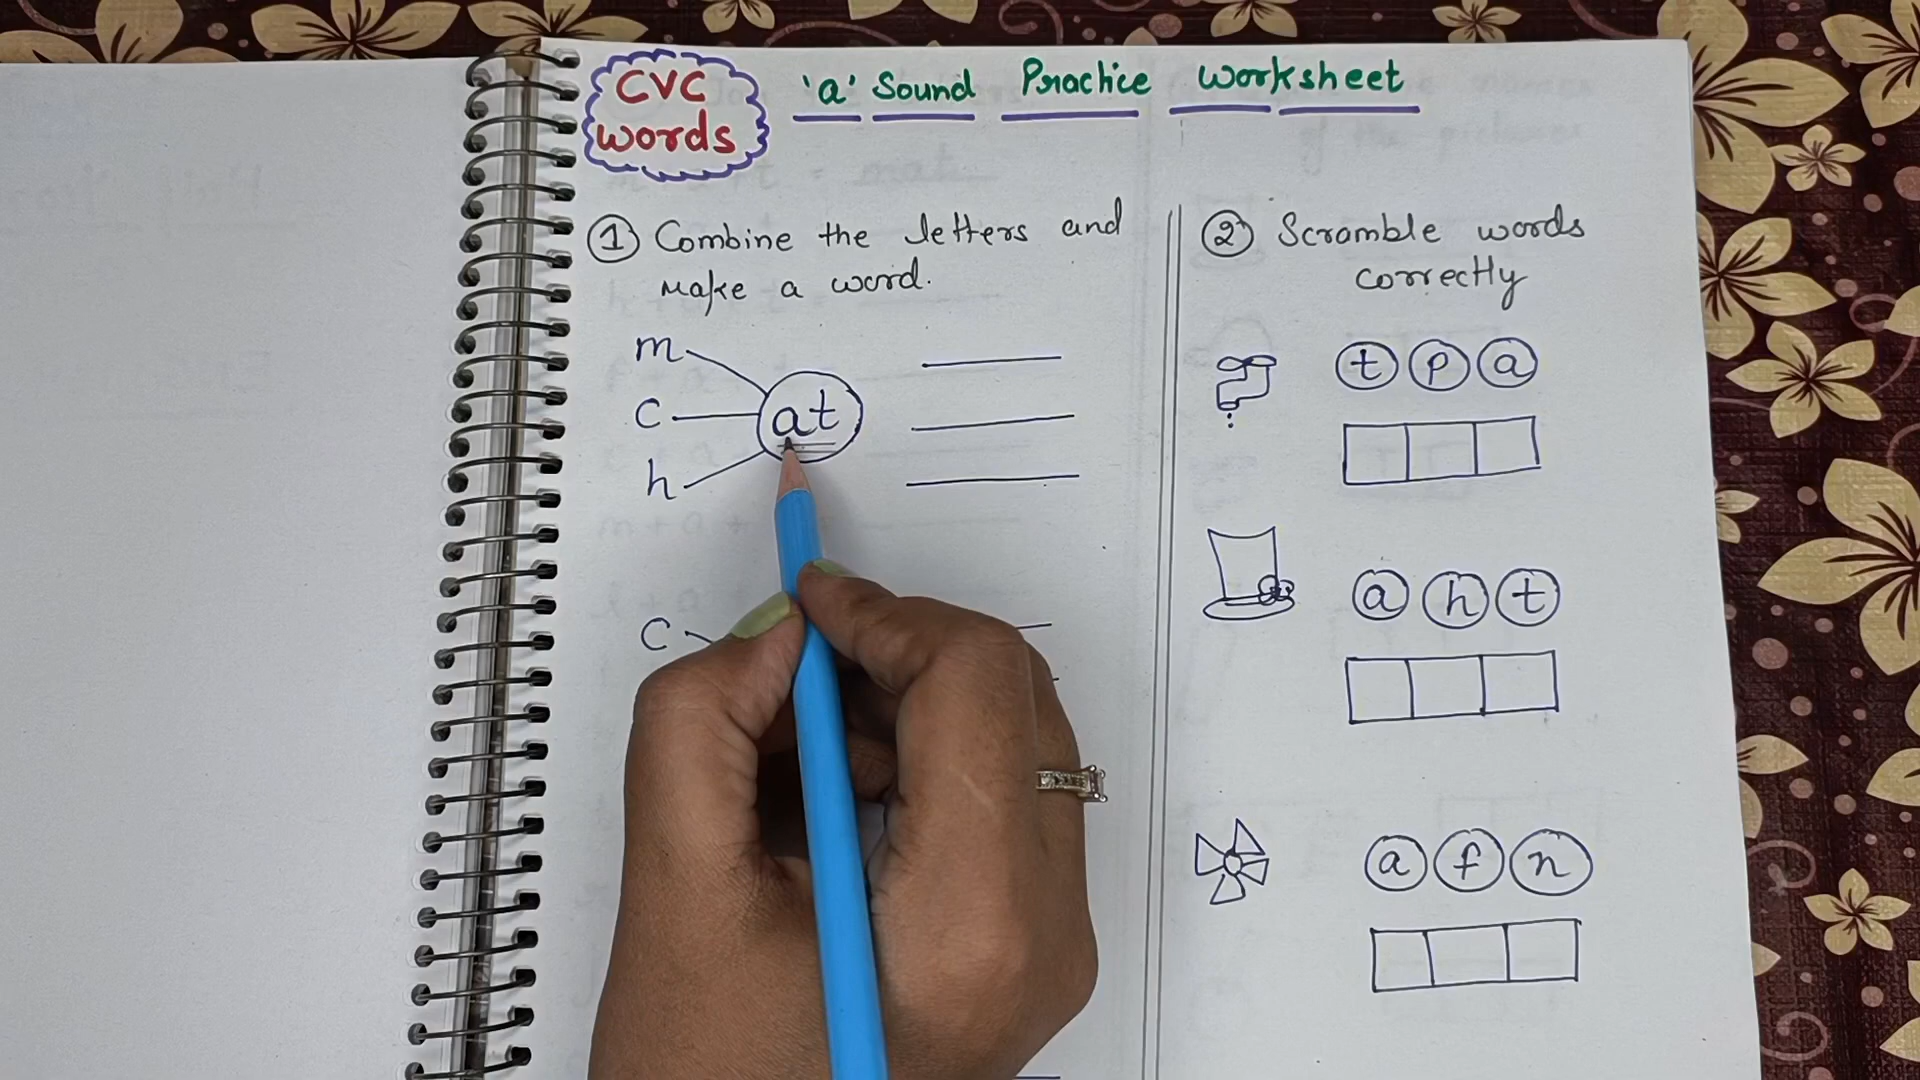 CVC
words
'a' Sound Practice Worksheet
1 Combine the letters and
make a word.
m
c
h
at
c
2 Scramble words
correctly
t p a
a h t
a f n